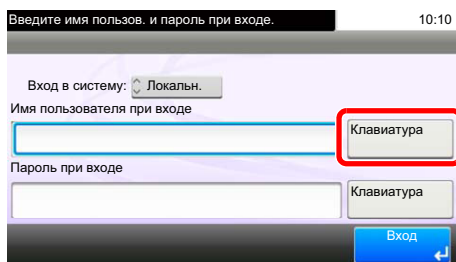 Введите имя пользов. и пароль при входе. 10:10
Вход в систему: Локальн.
Имя пользователя при входе
Клавиатура
Пароль при входе
Клавиатура
Вход